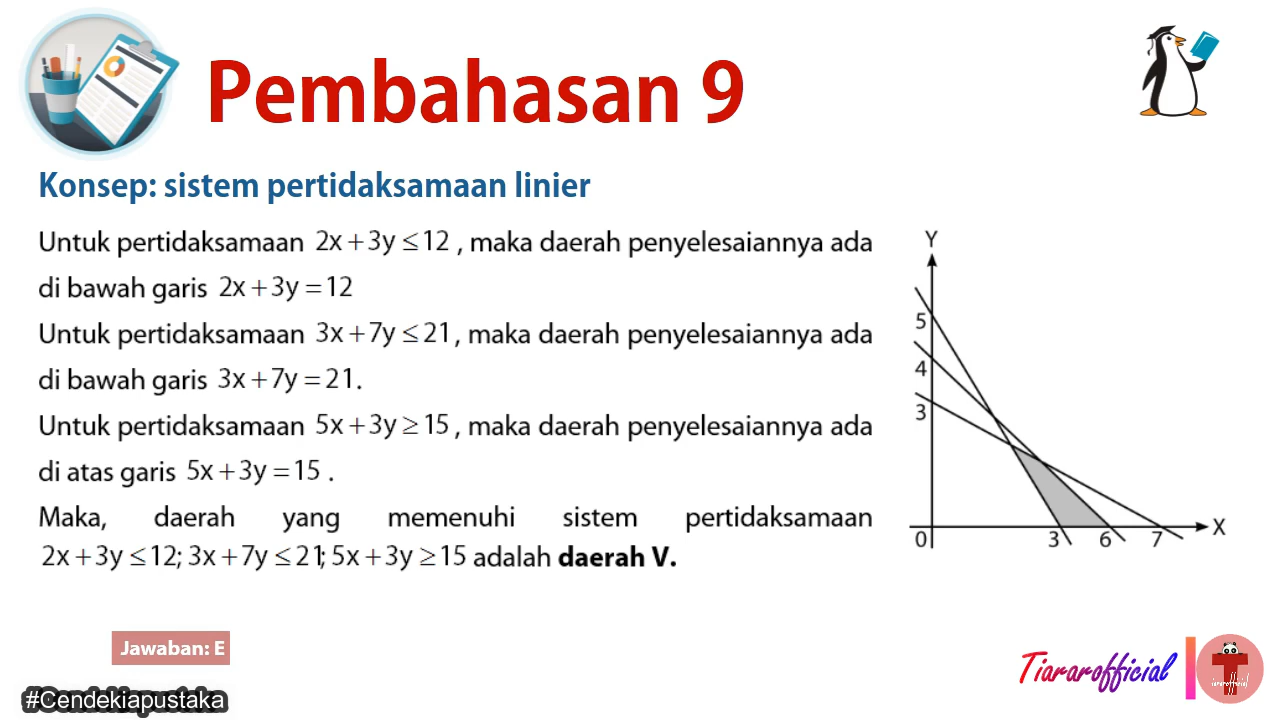 Pembahasan 9
Konsep: sistem pertidaksamaan linier
Untuk pertidaksamaan 2x+3y≤12, maka daerah penyelesaiannya ada
di bawah garis 2x+3y=12
Untuk pertidaksamaan 3x+7y≤21, maka daerah penyelesaiannya ada
di bawah garis 3x+7y=21.
Untuk pertidaksamaan 5x+3y≥15, maka daerah penyelesaiannya ada
di atas garis 5x+3y=15.
Maka, daerah yang memenuhi sistem pertidaksamaan
2x+3y≤12; 3x+7y≤21; 5x+3y≥15 adalah daerah V.
Y
5
4
3
0 3 6 7 X
Jawaban: E
#Cendekiapustaka
Tiararofficial
T
tiararofficial